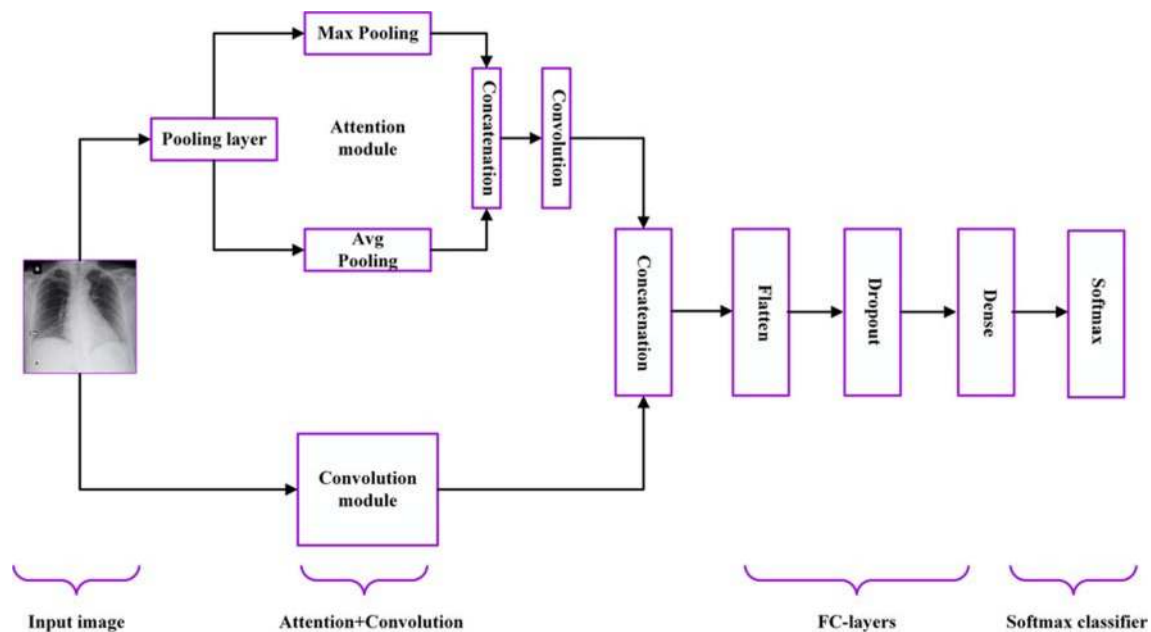 Max Pooling
Pooling layer
Attention
module
Concatenation
Convolution
Avg
Pooling
Concatenation
Flatten
Dropout
Dense
Softmax
Convolution
module
Input image
Attention+Convolution
FC-layers
Softmax classifier